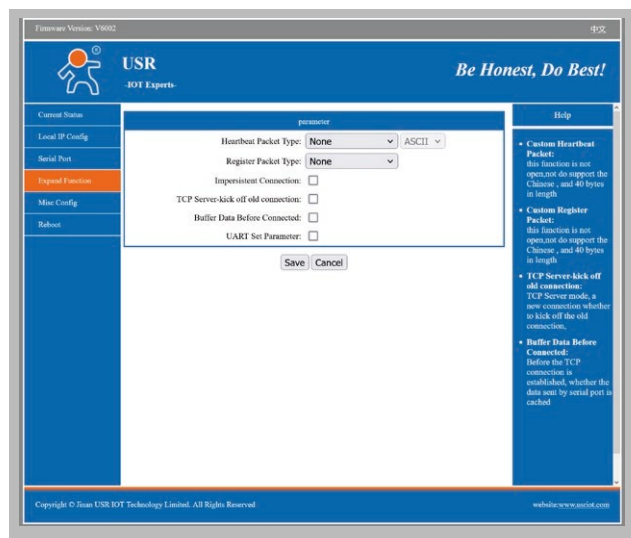 Firmware Version: V6002
中文
USR
-IOT Experts-
Be Honest, Do Best!
Current Status
Local IP Config
Serial Port
Expand Function
Misc Config
Reboot
parameter
Heartbeat Packet Type: None ASCII
Register Packet Type: None
Impersistent Connection:
TCP Server-kick off old connection:
Buffer Data Before Connected:
UART Set Parameter:
Save Cancel
Help
Custom Heartbeat
Packet:
this function is not
open,not do support the
Chinese , and 40 bytes
in length
Custom Register
Packet:
this function is not
open,not do support the
Chinese , and 40 bytes
in length
TCP Server-kick off
old connection:
TCP Server mode, a
new connection whether
to kick off the old
connection,
Buffer Data Before
Connected:
Before the TCP
connection is
established, whether the
data sent by serial port is
cached
Copyright © Jinan USR IOT Technology Limited. All Rights Reserved
website:www.usriot.com